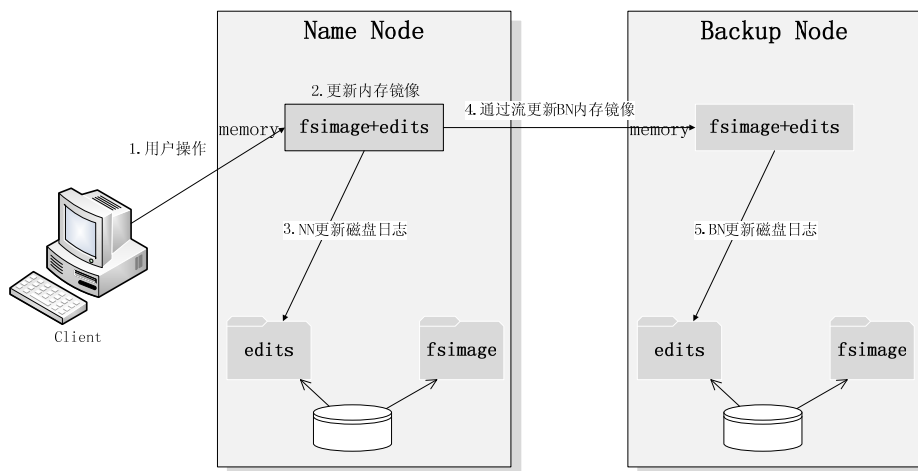 Name Node
Backup Node
2.更新内存镜像
4.通过流更新BN内存镜像
memory
fsimage+edits
memory
fsimage+edits
1.用户操作
3.NN更新磁盘日志
5.BN更新磁盘日志
Client
edits
fsimage
edits
fsimage